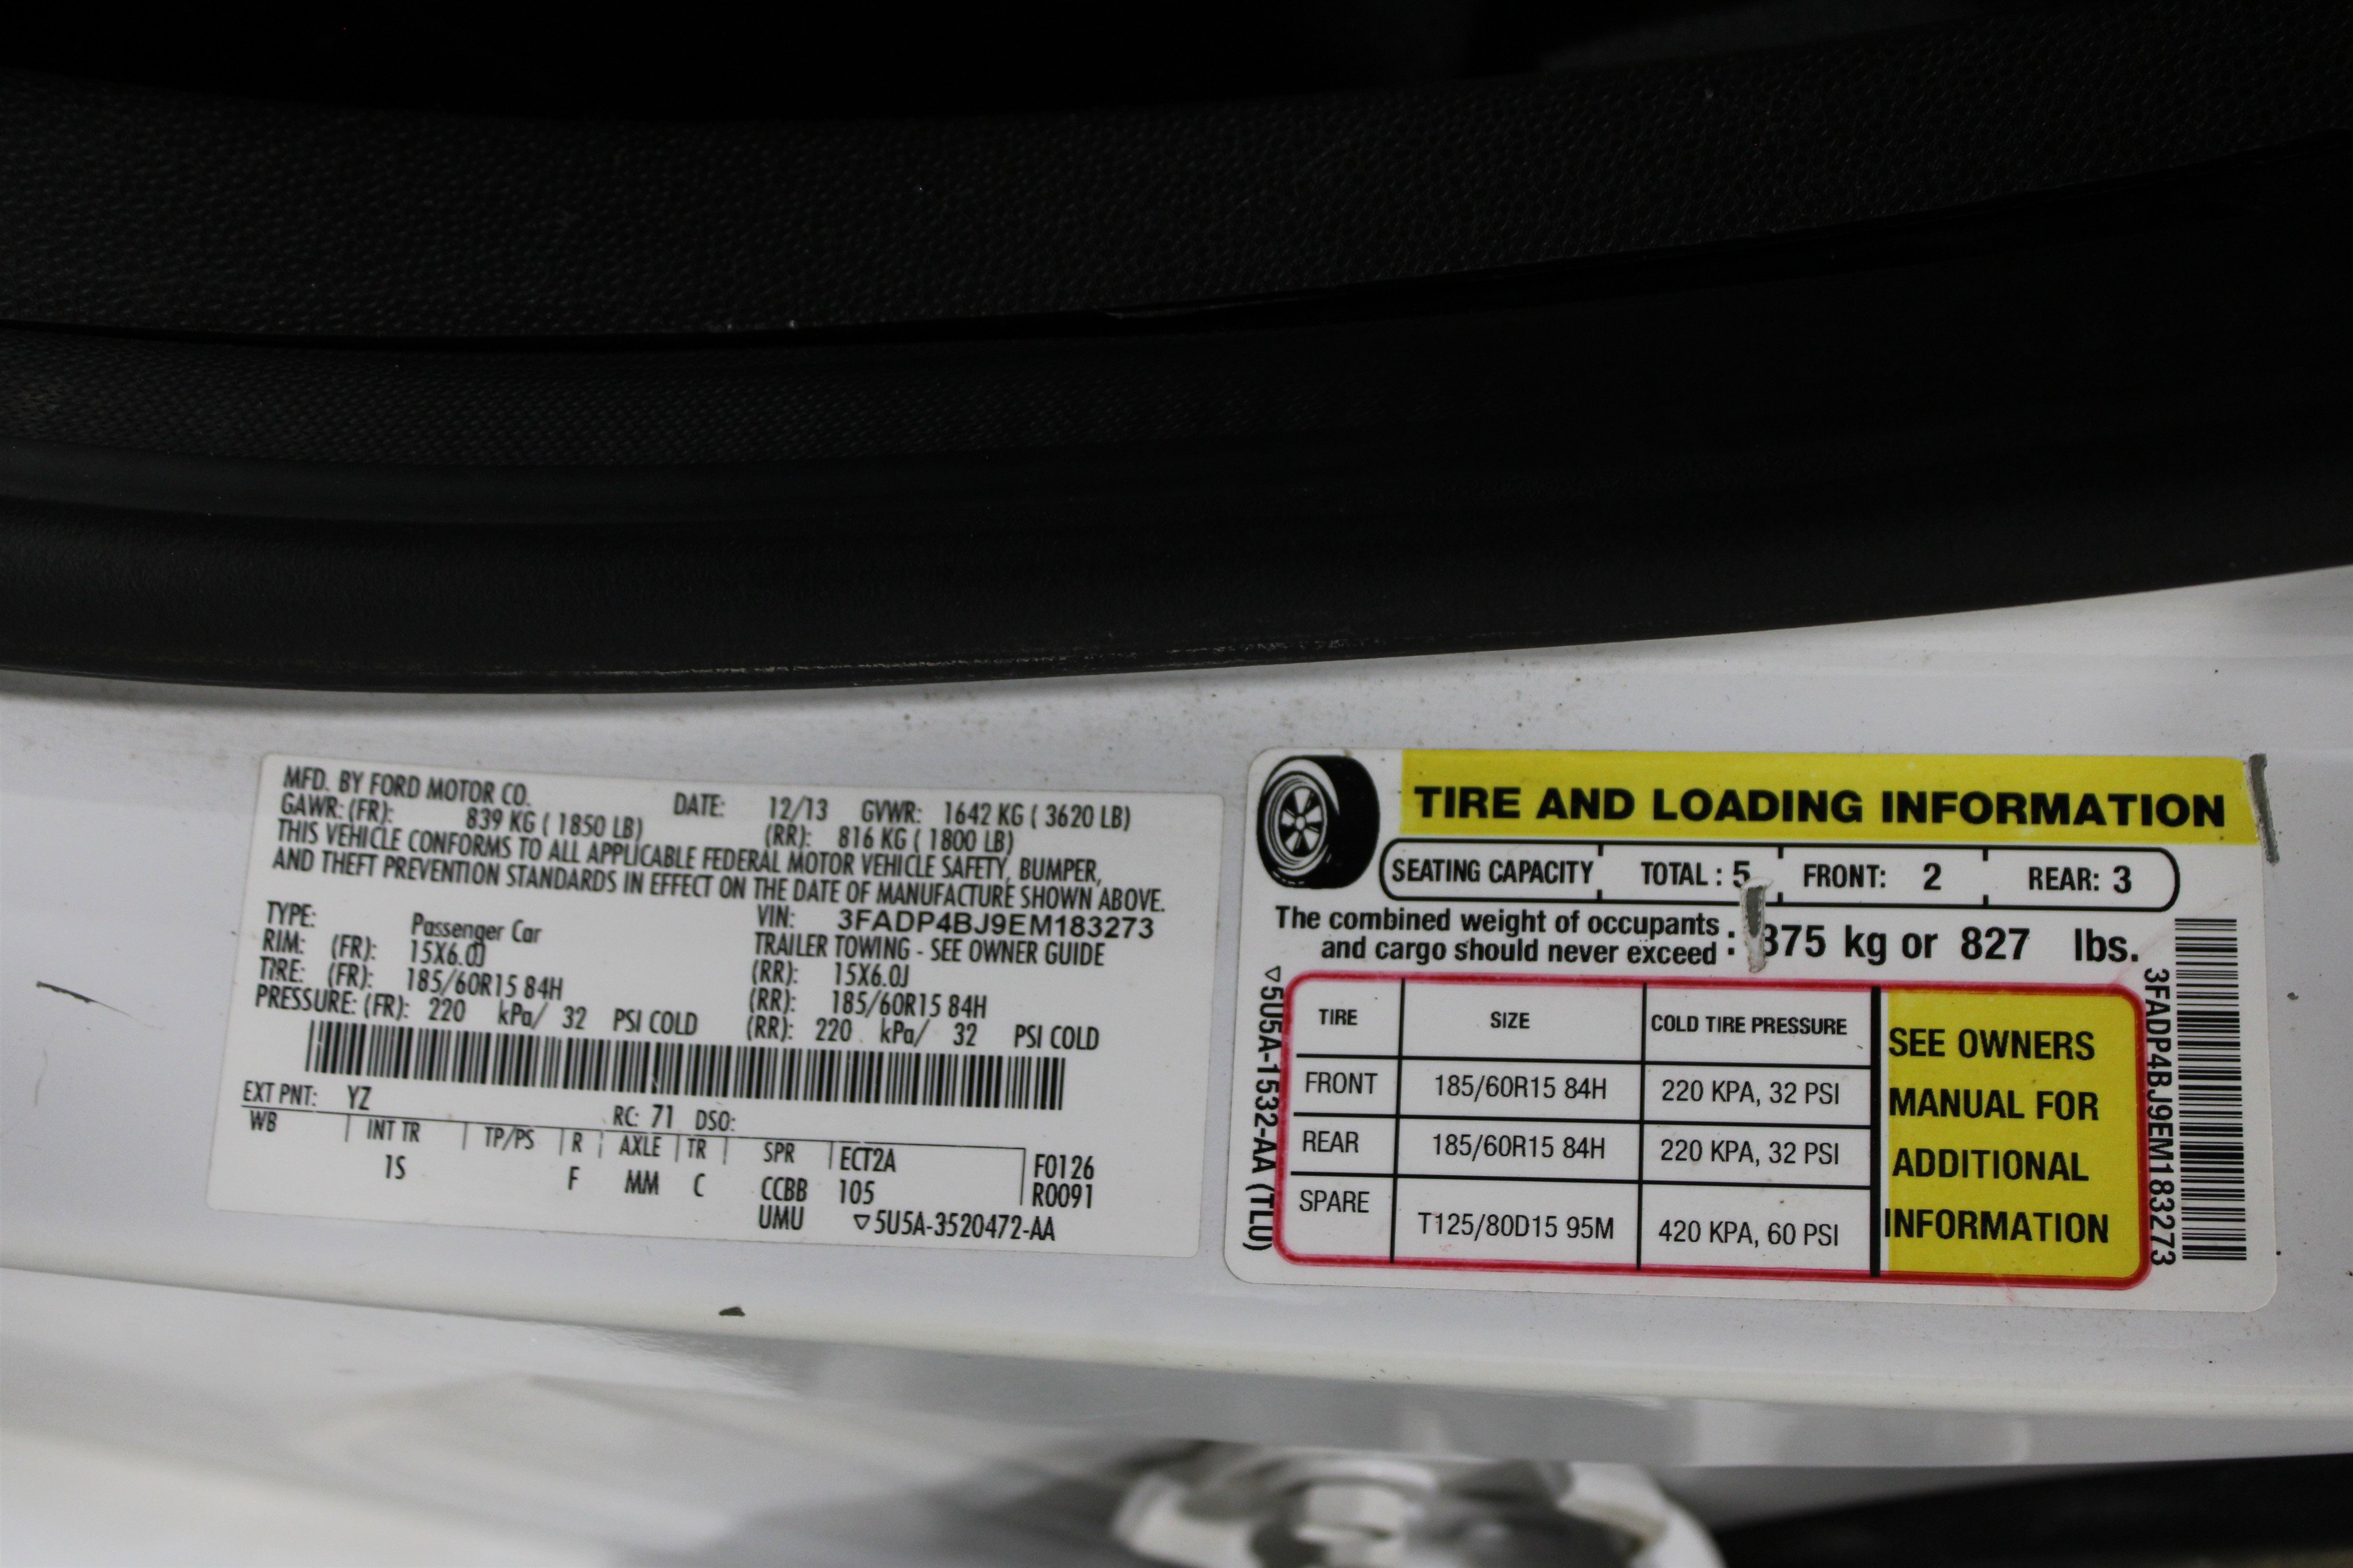 MFD. BY FORD MOTOR CO. DATE: 12/13 GVWR: 1642 KG ( 3620 LB)
GAWR: (FR): 839 KG ( 1850 LB) (RR): 816 KG ( 1800 LB)
THIS VEHICLE CONFORMS TO ALL APPLICABLE FEDERAL MOTOR VEHICLE SAFETY, BUMPER,
AND THEFT PREVENTION STANDARDS IN EFFECT ON THE DATE OF MANUFACTURE SHOWN ABOVE.
TYPE: Passenger Car VIN: 3FADP4BJ9EM183273
TRAILER TOWING - SEE OWNER GUIDE
RIM: (FR): 15X6.0J (RR): 15X6.0J
TIRE: (FR): 185/60R15 84H (RR): 185/60R15 84H
PRESSURE: (FR): 220 kPa/ 32 PSI COLD (RR): 220 kPa/ 32 PSI COLD
EXT PNT: YZ RC: 71 DSO:
WB INT TR TP/PS R AXLE TR SPR ECT2A F0126
1S F MM C CCBB 105 R0091
UMU ▽5U5A-3520472-AA
TIRE AND LOADING INFORMATION
SEATING CAPACITY TOTAL : 5 FRONT: 2 REAR: 3
The combined weight of occupants
and cargo should never exceed : 375 kg or 827 lbs.
TIRE SIZE COLD TIRE PRESSURE
FRONT 185/60R15 84H 220 KPA, 32 PSI
REAR 185/60R15 84H 220 KPA, 32 PSI
SPARE T125/80D15 95M 420 KPA, 60 PSI
SEE OWNERS
MANUAL FOR
ADDITIONAL
INFORMATION
▽5U5A-1532-AA (TLU)
3FADP4BJ9EM183273